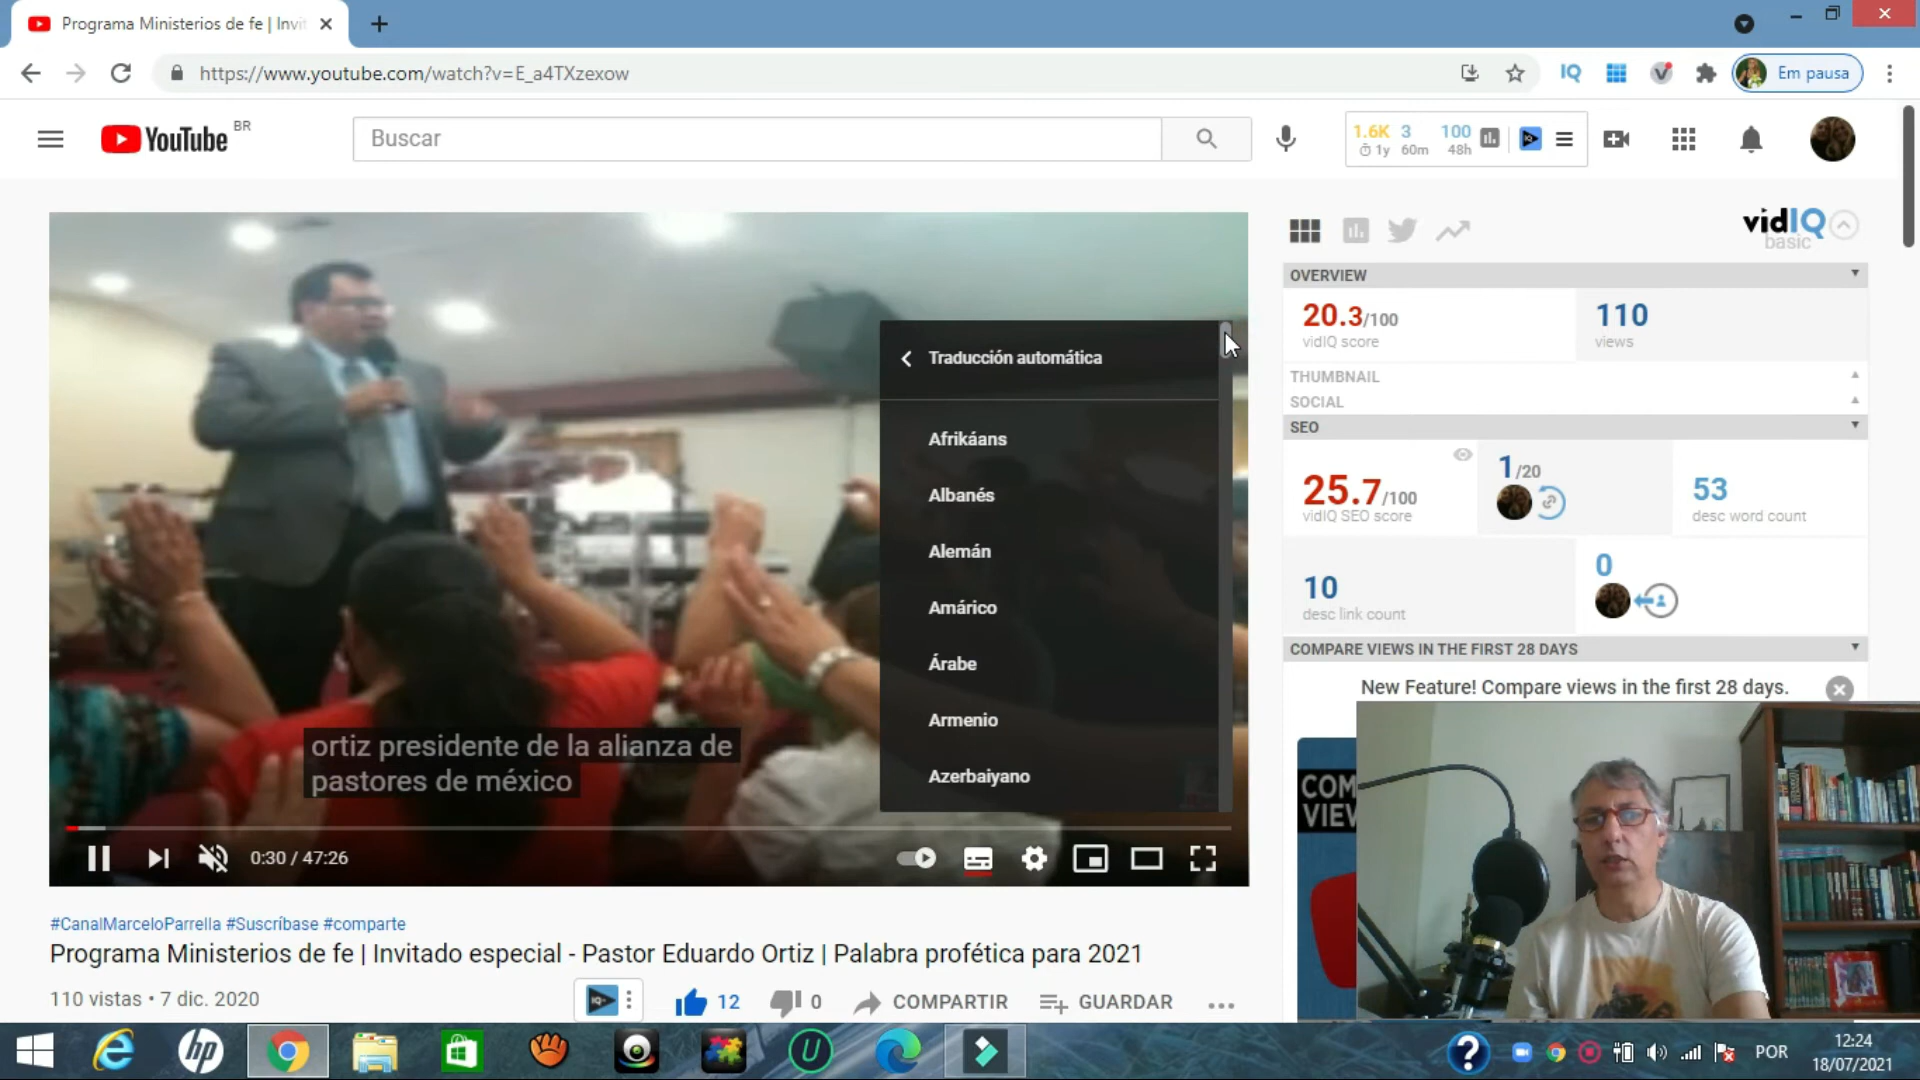 Programa Ministerios de fe | Invit
https://www.youtube.com/watch?v=E_a4TXzexow
IQ
Em pausa
YouTube BR
Buscar
1.6K 3 100
1y 60m 48h
vidIQ
basic
OVERVIEW
20.3/100
vidIQ score
110
views
THUMBNAIL
SOCIAL
SEO
25.7/100
vidIQ SEO score
1/20
53
desc word count
10
desc link count
0
COMPARE VIEWS IN THE FIRST 28 DAYS
New Feature! Compare views in the first 28 days.
COM
VIEW
Traducción automática
Afrikáans
Albanés
Alemán
Amárico
Árabe
Armenio
Azerbaiyano
ortiz presidente de la alianza de
pastores de méxico
0:30 / 47:26
#CanalMarceloParrella #Suscríbase #comparte
Programa Ministerios de fe | Invitado especial - Pastor Eduardo Ortiz | Palabra profética para 2021
110 vistas • 7 dic. 2020
12
0
COMPARTIR
GUARDAR
hp
POR
12:24
18/07/2021